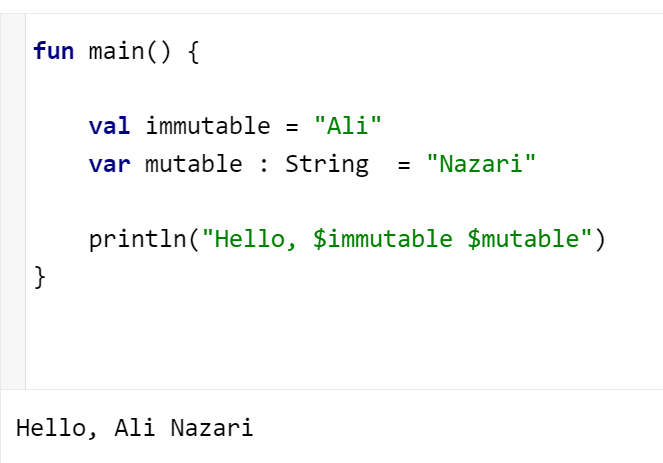 fun main() {
val immutable = "Ali"
var mutable : String  = "Nazari"
println("Hello, $immutable $mutable")
}
Hello, Ali Nazari